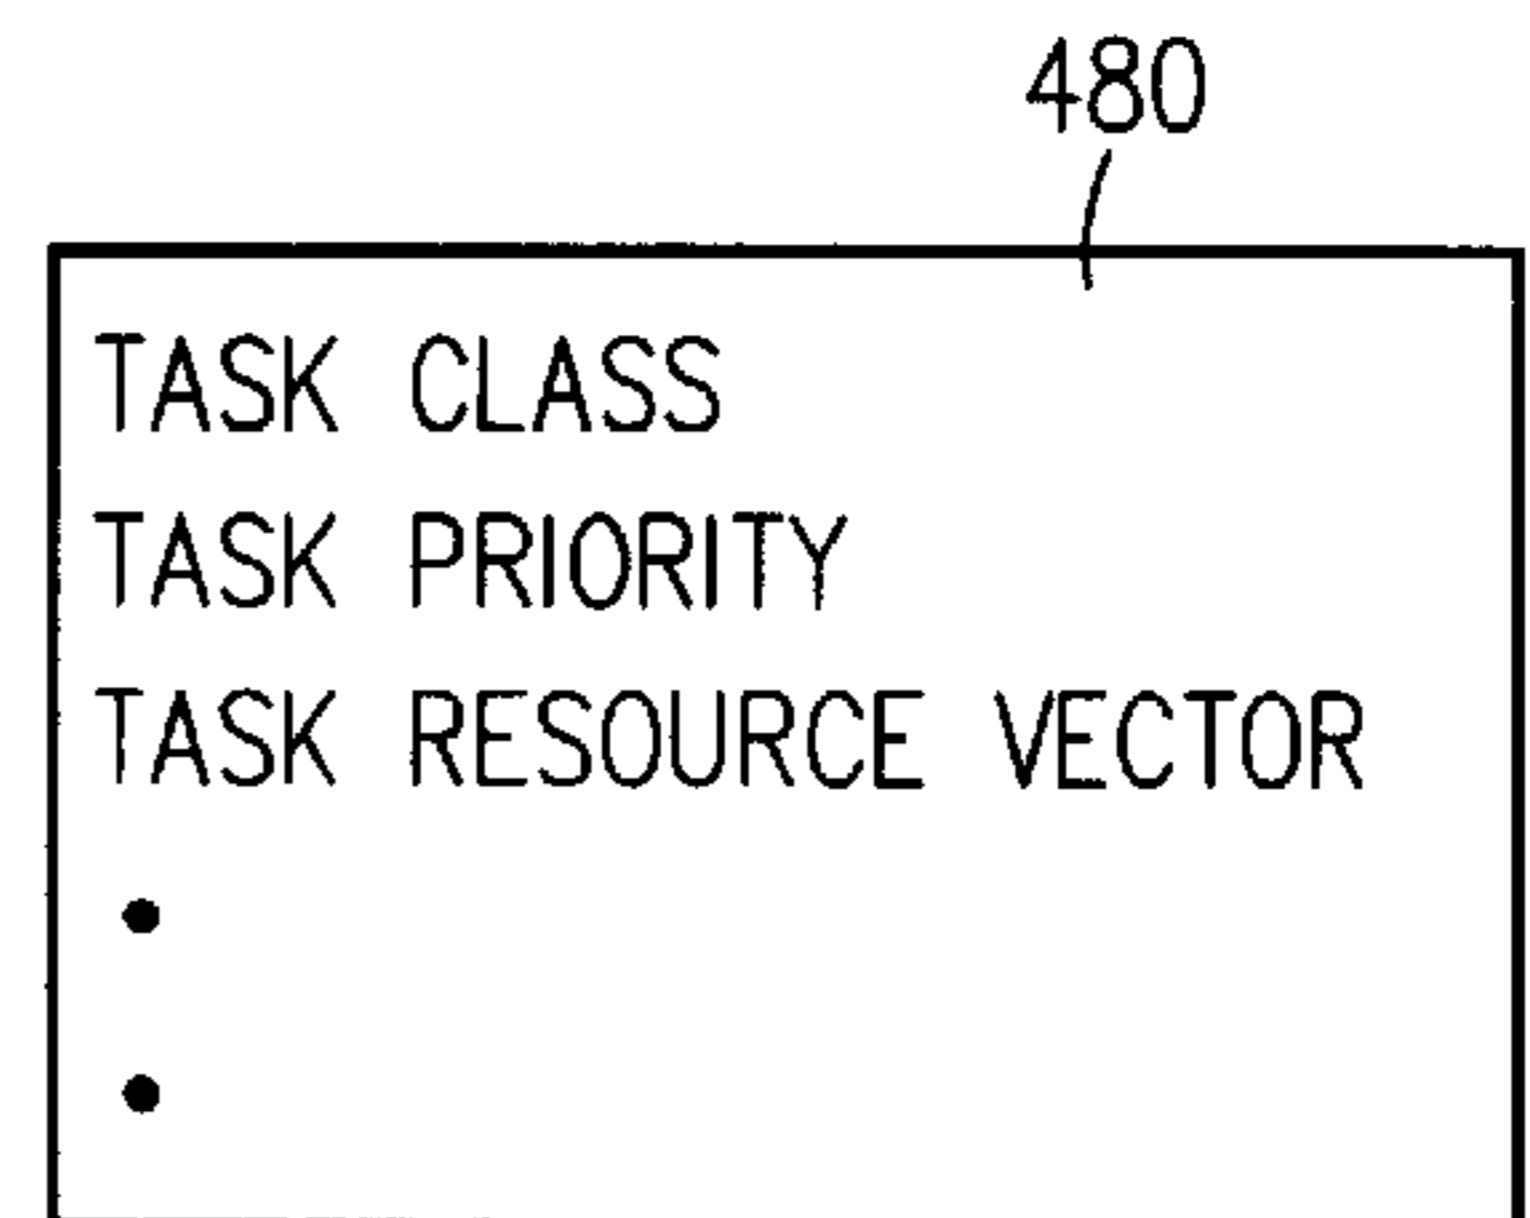 480
TASK CLASS
TASK PRIORITY
TASK RESOURCE VECTOR
•
•